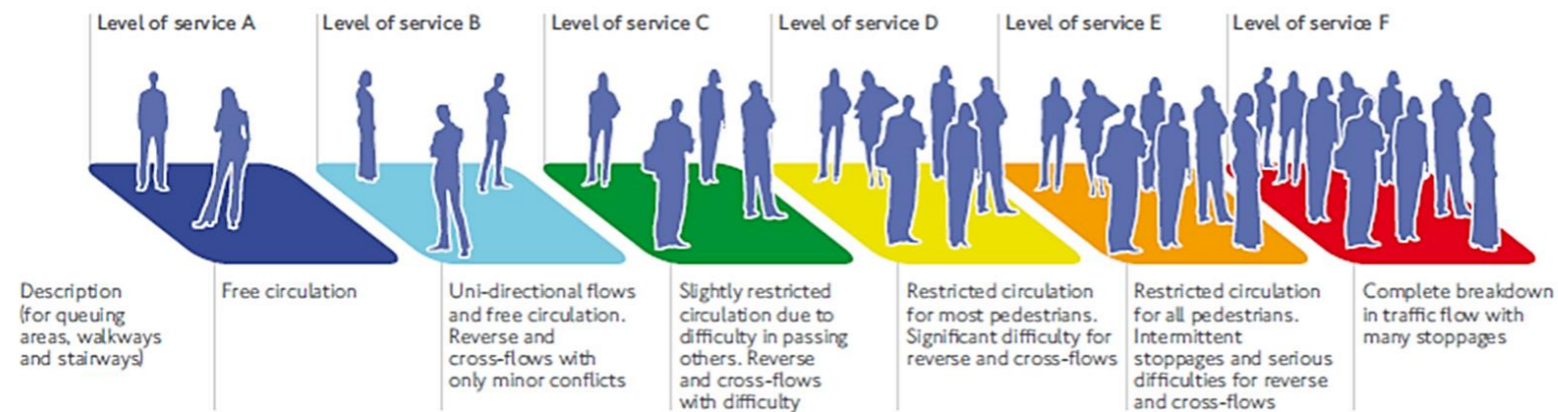 Level of service A
Level of service B
Level of service C
Level of service D
Level of service E
Level of service F
Description
(for queuing
areas, walkways
and stairways)
Free circulation
Uni-directional flows
and free circulation.
Reverse and
cross-flows with
only minor conflicts
Slightly restricted
circulation due to
difficulty in passing
others. Reverse
and cross-flows
with difficulty
Restricted circulation
for most pedestrians.
Significant difficulty for
reverse and cross-flows
Restricted circulation
for all pedestrians.
Intermittent
stoppages and serious
difficulties for reverse
and cross-flows
Complete breakdown
in traffic flow with
many stoppages